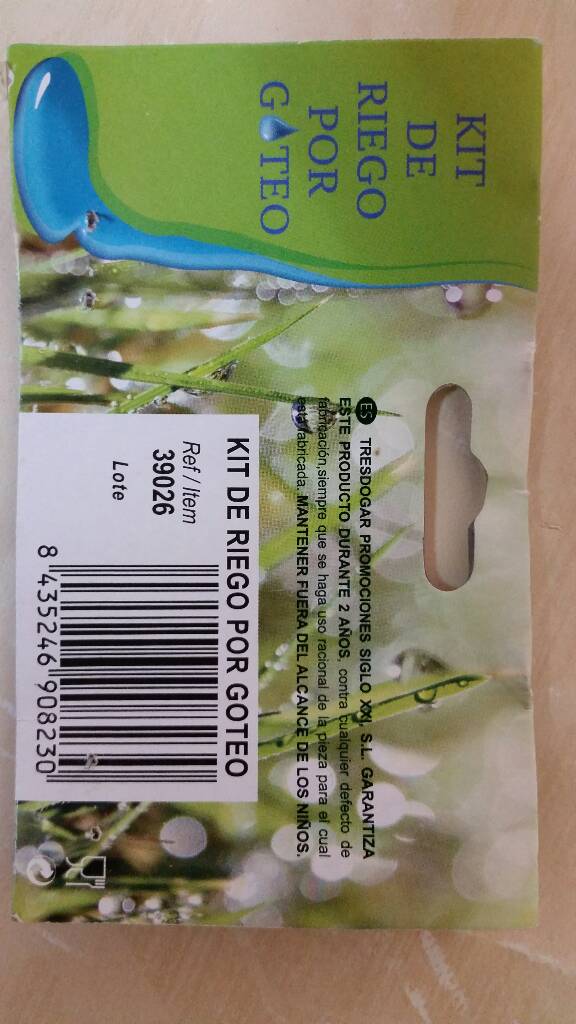 KIT
DE
RIEGO
POR
GOTEO
ES TRESDOGAR PROMOCIONES SIGLO XXI, S.L. GARANTIZA
ESTE PRODUCTO DURANTE 2 AÑOS, contra cualquier defecto de
fabricación,siempre que se haga uso racional de la pieza para el cual
está fabricada. MANTENER FUERA DEL ALCANCE DE LOS NIÑOS.
KIT DE RIEGO POR GOTEO
Ref / Item
39026
Lote
8 435246 908230